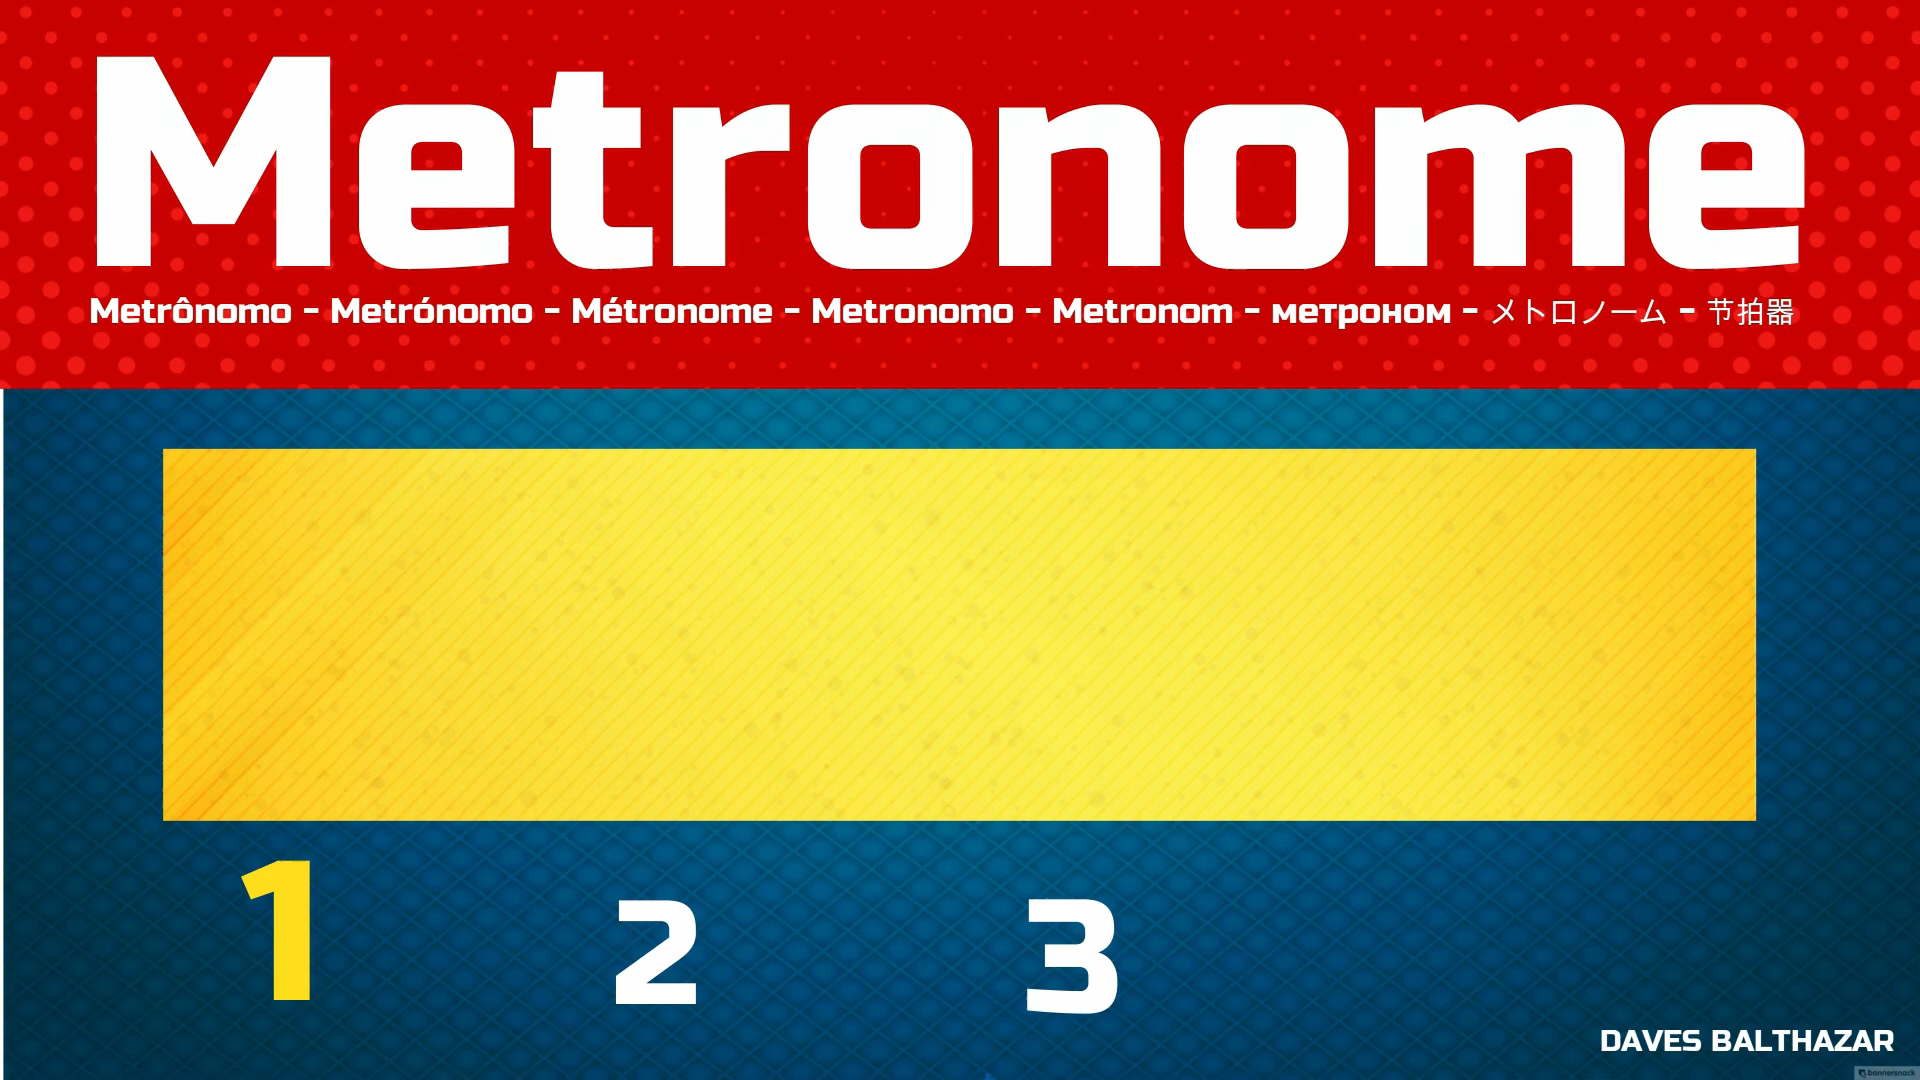 Metronome
Metrônomo - Metrónomo - Métronome - Metronomo - Metronom - метроном - メトロノーム - 节拍器
1 2 3
DAVES BALTHAZAR
bannersnack